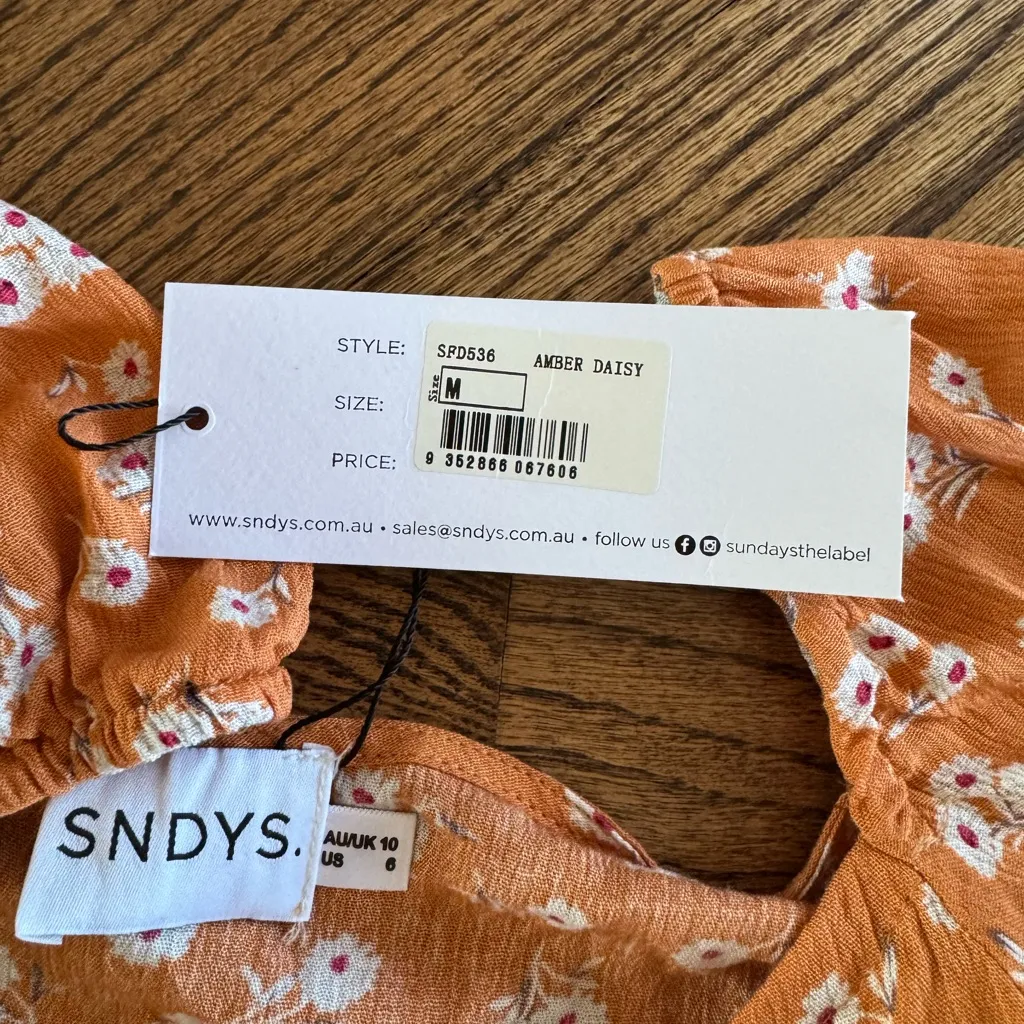 STYLE: SFD536 AMBER DAISY
SIZE: Size M
PRICE: 9 352866 067606
www.sndys.com.au • sales@sndys.com.au • follow us sundaysthelabel
SNDYS.
AU/UK 10
US 6